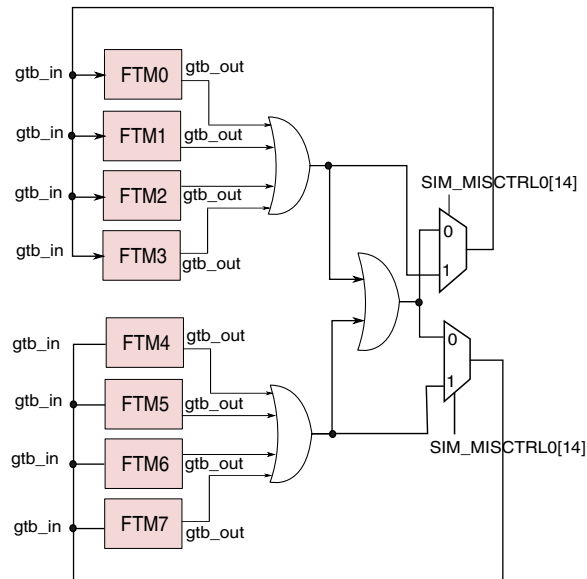 gtb_in
FTM0
gtb_out
gtb_in
FTM1
gtb_out
gtb_in
FTM2
gtb_out
gtb_in
FTM3
gtb_out
SIM_MISCTRL0[14]
0
1
gtb_in
FTM4
gtb_out
gtb_in
FTM5
gtb_out
gtb_in
FTM6
gtb_out
gtb_in
FTM7
gtb_out
0
1
SIM_MISCTRL0[14]